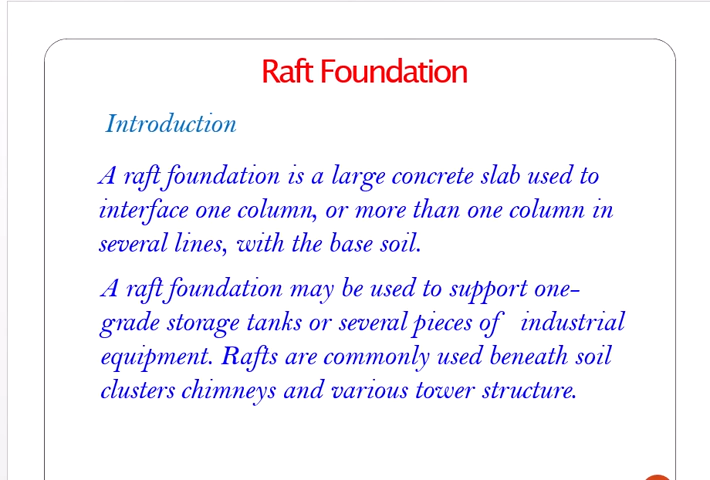 Raft Foundation
Introduction
A raft foundation is a large concrete slab used to
interface one column, or more than one column in
several lines, with the base soil.
A raft foundation may be used to support one-
grade storage tanks or several pieces of industrial
equipment. Rafts are commonly used beneath soil
clusters chimneys and various tower structure.